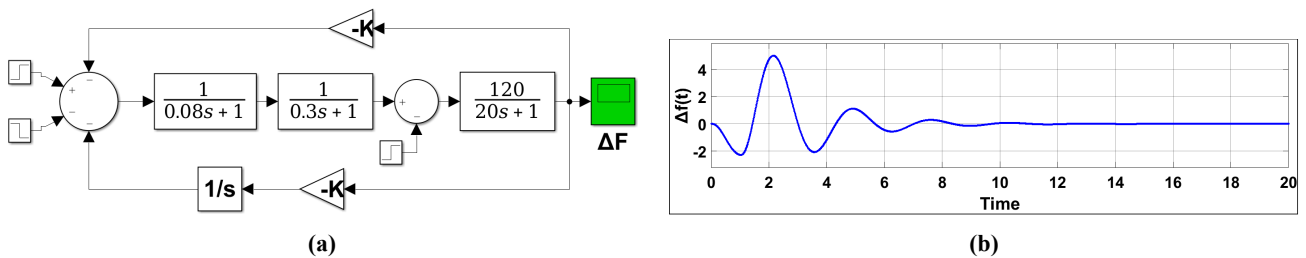 -K
− + − −
1
0.08s + 1
1
0.3s + 1
+ −
120
20s + 1
ΔF
1/s
-K
(a)
Δf(t)
4
2
0
-2
0 2 4 6 8 10 12 14 16 18 20
Time
(b)